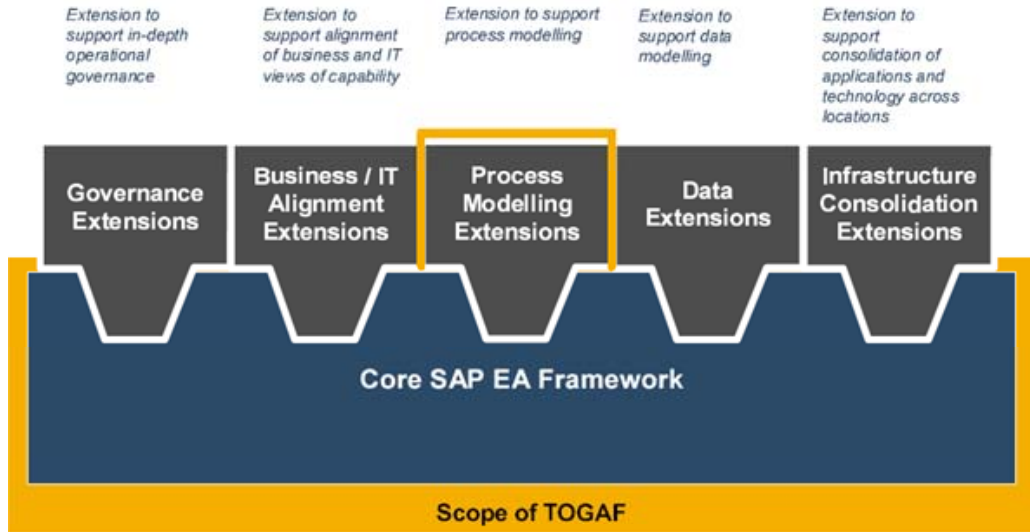 Extension to
support in-depth
operational
governance
Extension to
support alignment
of business and IT
views of capability
Extension to support
process modelling
Extension to
support data
modelling
Extension to
support
consolidation of
applications and
technology across
locations
Governance
Extensions
Business / IT
Alignment
Extensions
Process
Modelling
Extensions
Data
Extensions
Infrastructure
Consolidation
Extensions
Core SAP EA Framework
Scope of TOGAF